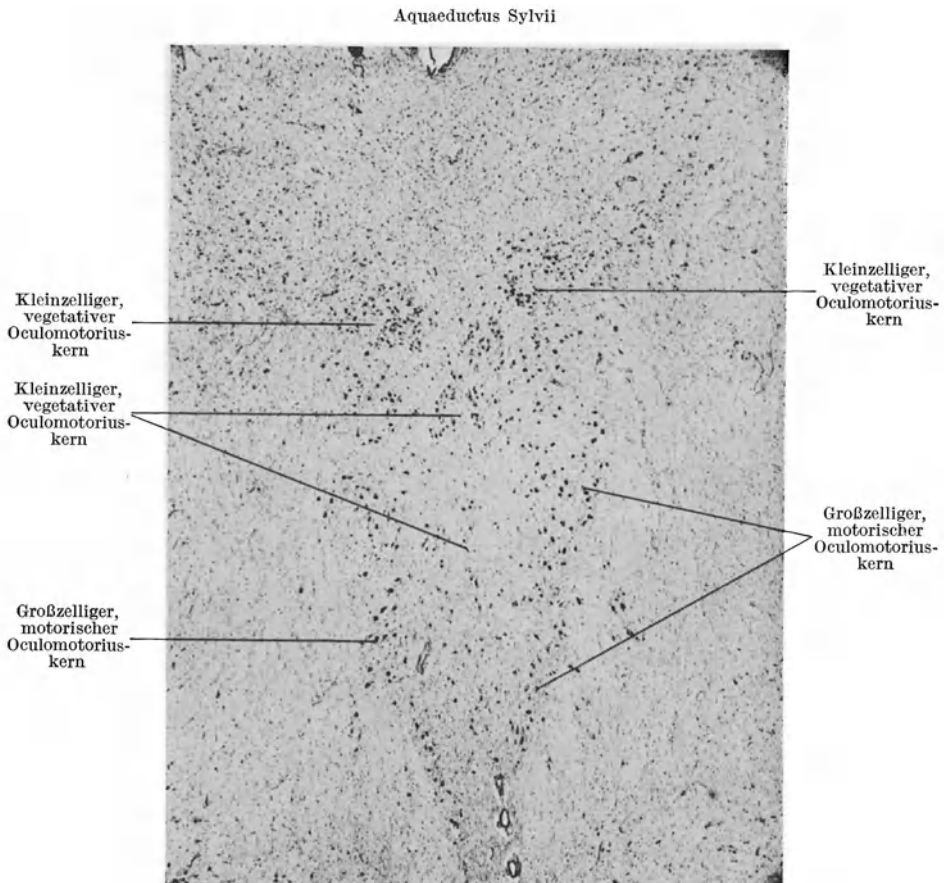 Aquaeductus Sylvii
Kleinzelliger,
vegetativer
Oculomotorius-
kern
Kleinzelliger,
vegetativer
Oculomotorius-
kern
Großzelliger,
motorischer
Oculomotorius-
kern
Kleinzelliger,
vegetativer
Oculomotorius-
kern
Großzelliger,
motorischer
Oculomotorius-
kern